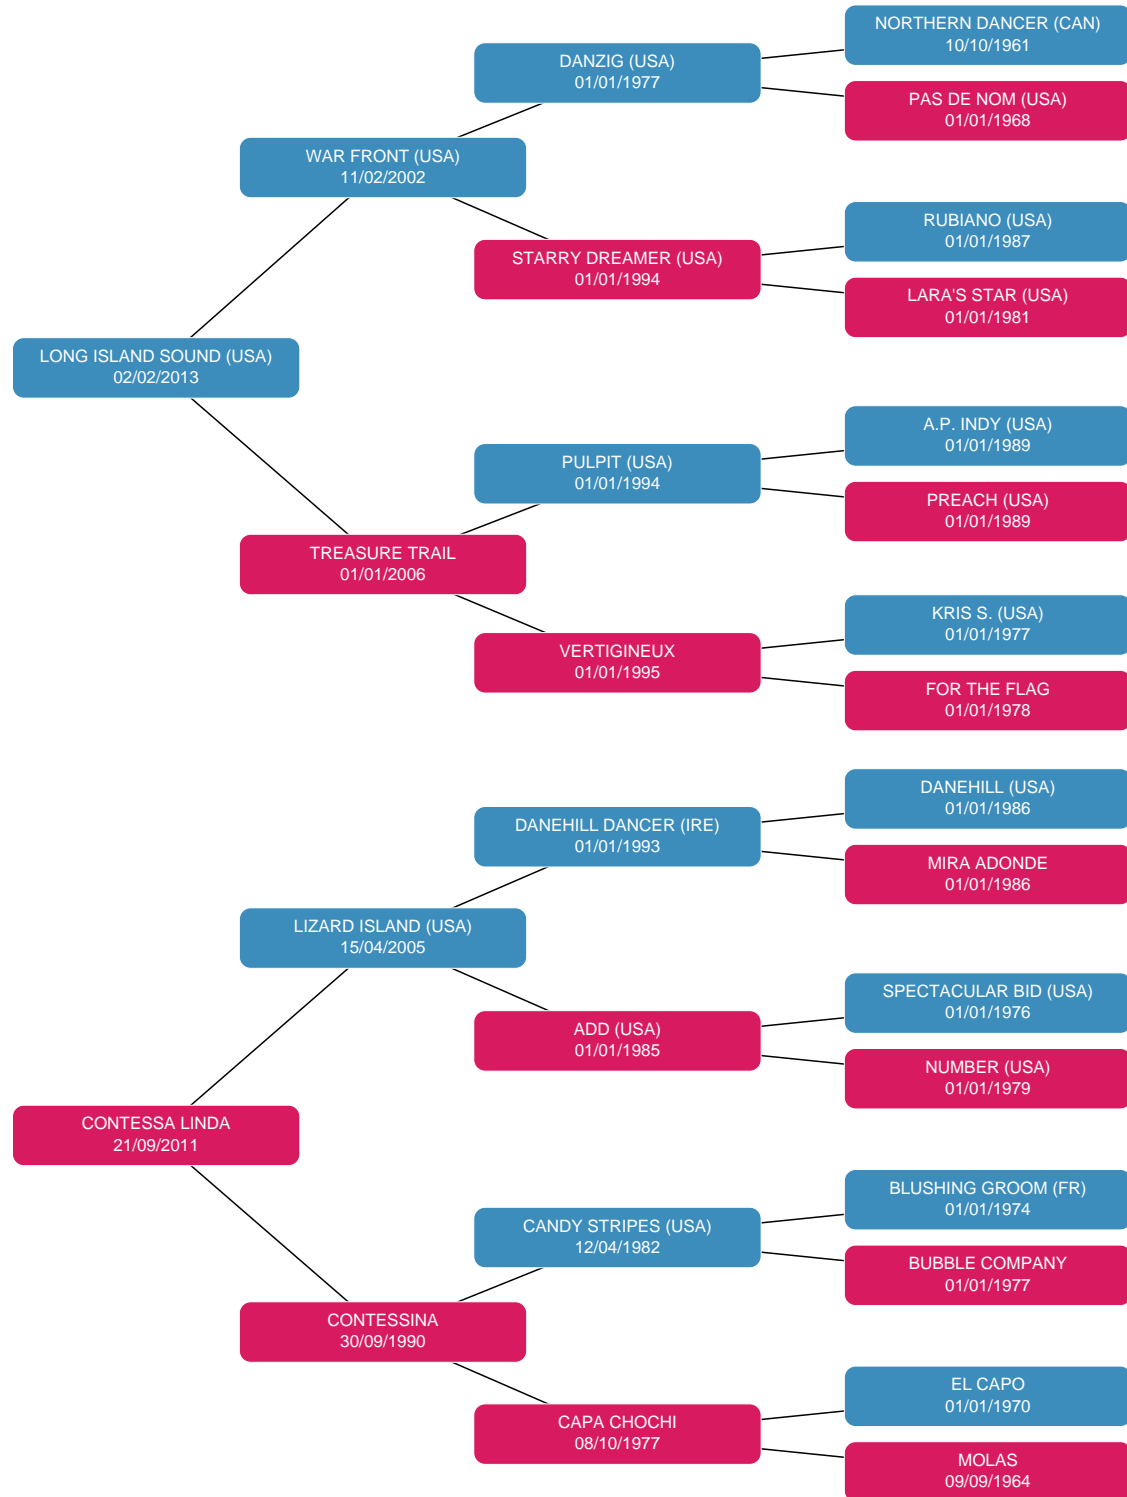 NORTHERN DANCER (CAN)
10/10/1961
DANZIG (USA)
01/01/1977
PAS DE NOM (USA)
01/01/1968
WAR FRONT (USA)
11/02/2002
RUBIANO (USA)
01/01/1987
STARRY DREAMER (USA)
01/01/1994
LARA'S STAR (USA)
01/01/1981
LONG ISLAND SOUND (USA)
02/02/2013
A.P. INDY (USA)
01/01/1989
PULPIT (USA)
01/01/1994
PREACH (USA)
01/01/1989
TREASURE TRAIL
01/01/2006
KRIS S. (USA)
01/01/1977
VERTIGINEUX
01/01/1995
FOR THE FLAG
01/01/1978
DANEHILL (USA)
01/01/1986
DANEHILL DANCER (IRE)
01/01/1993
MIRA ADONDE
01/01/1986
LIZARD ISLAND (USA)
15/04/2005
SPECTACULAR BID (USA)
01/01/1976
ADD (USA)
01/01/1985
NUMBER (USA)
01/01/1979
CONTESSA LINDA
21/09/2011
BLUSHING GROOM (FR)
01/01/1974
CANDY STRIPES (USA)
12/04/1982
BUBBLE COMPANY
01/01/1977
CONTESSINA
30/09/1990
EL CAPO
01/01/1970
CAPA CHOCHI
08/10/1977
MOLAS
09/09/1964